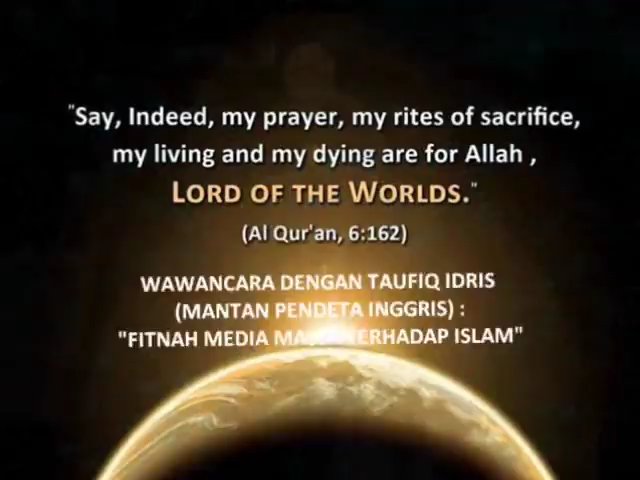 "Say, Indeed, my prayer, my rites of sacrifice,
my living and my dying are for Allah ,
LORD OF THE WORLDS."
(Al Qur'an, 6:162)
WAWANCARA DENGAN TAUFIQ IDRIS
(MANTAN PENDETA INGGRIS) :
"FITNAH MEDIA TERHADAP ISLAM"